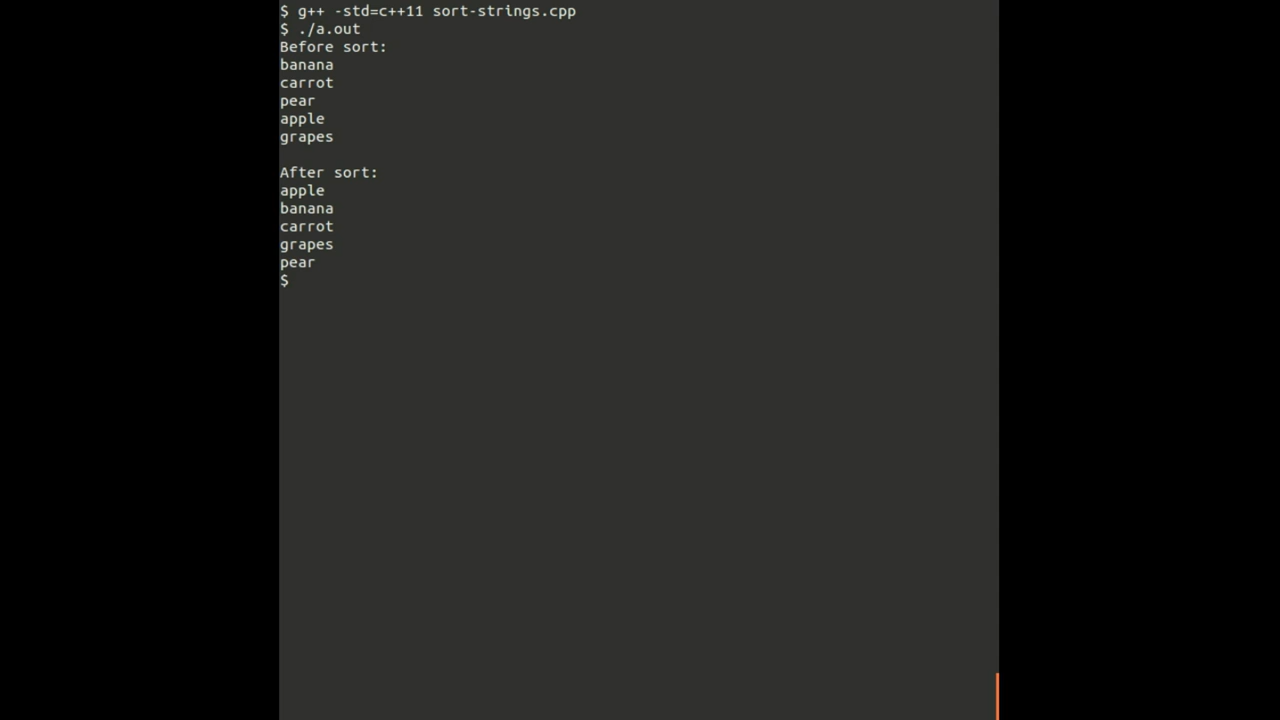 $ g++ -std=c++11 sort-strings.cpp
$ ./a.out
Before sort:
banana
carrot
pear
apple
grapes
After sort:
apple
banana
carrot
grapes
pear
$